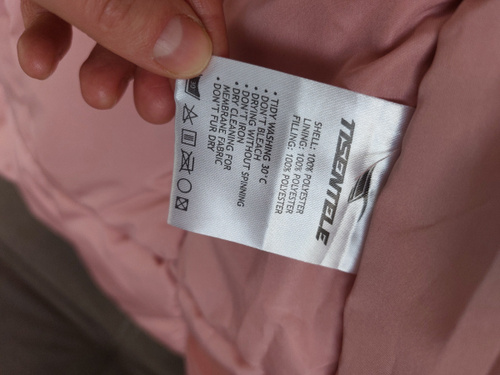 TISENTELE
SHELL: 100% POLYESTER
LINING: 100% POLYESTER
FILLING: 100% POLYESTER
• TIDY WASHING 30°C
• DON'T BLEACH
• DRYING WITHOUT SPINNING
• DON'T IRON
• DRY CLEANING FOR
MEMBRANE FABRIC
• DON'T FUR DRY